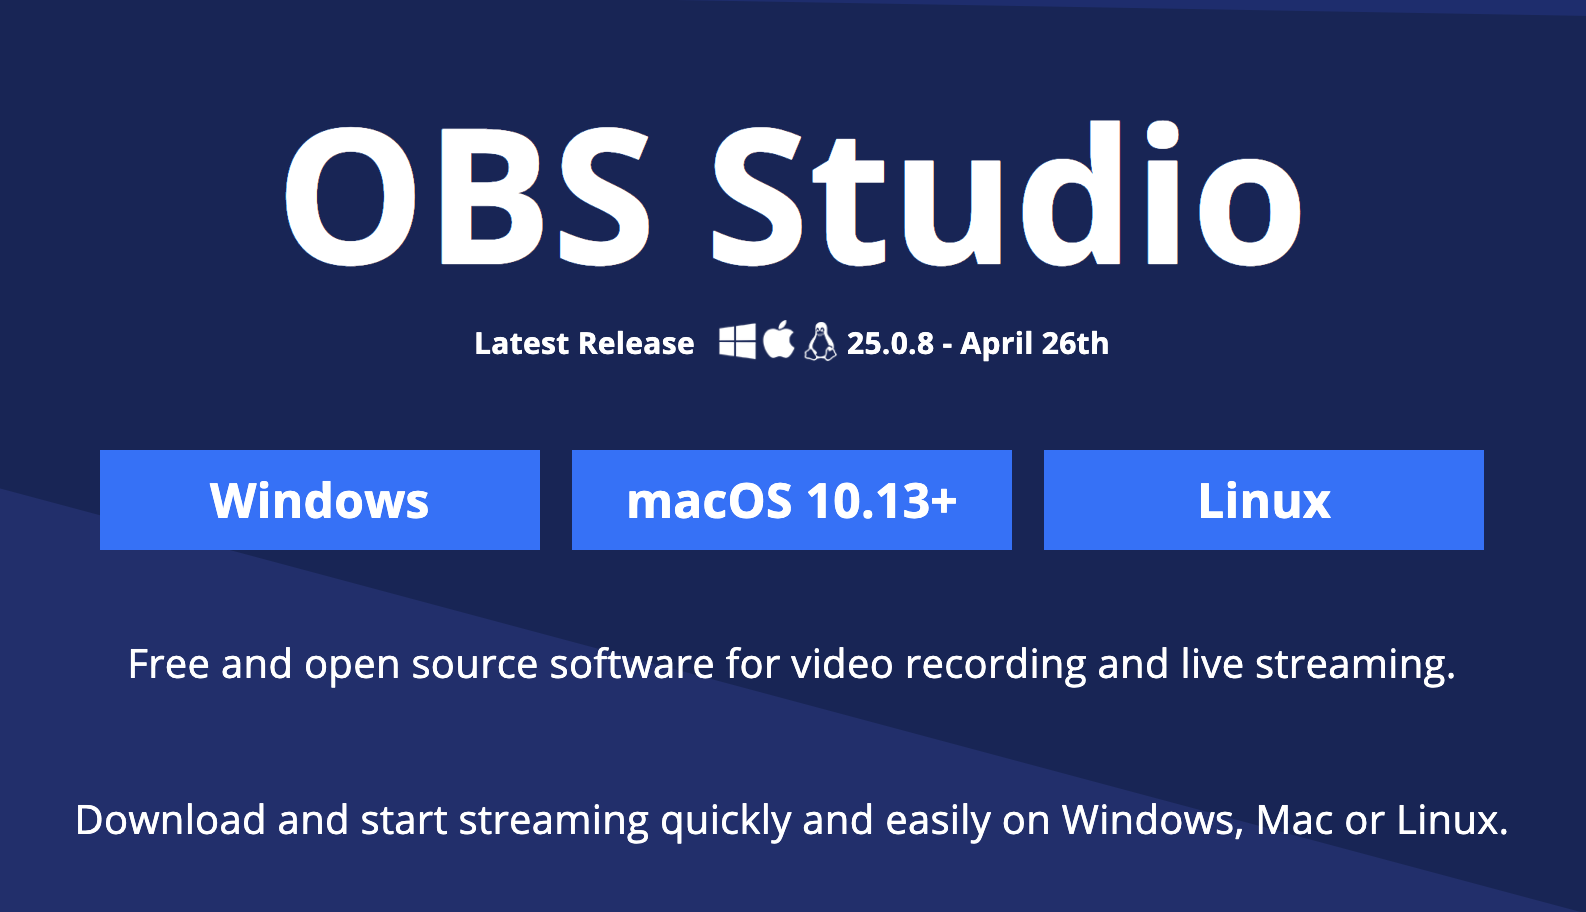 OBS Studio
Latest Release 25.0.8 - April 26th
Windows
macOS 10.13+
Linux
Free and open source software for video recording and live streaming.
Download and start streaming quickly and easily on Windows, Mac or Linux.